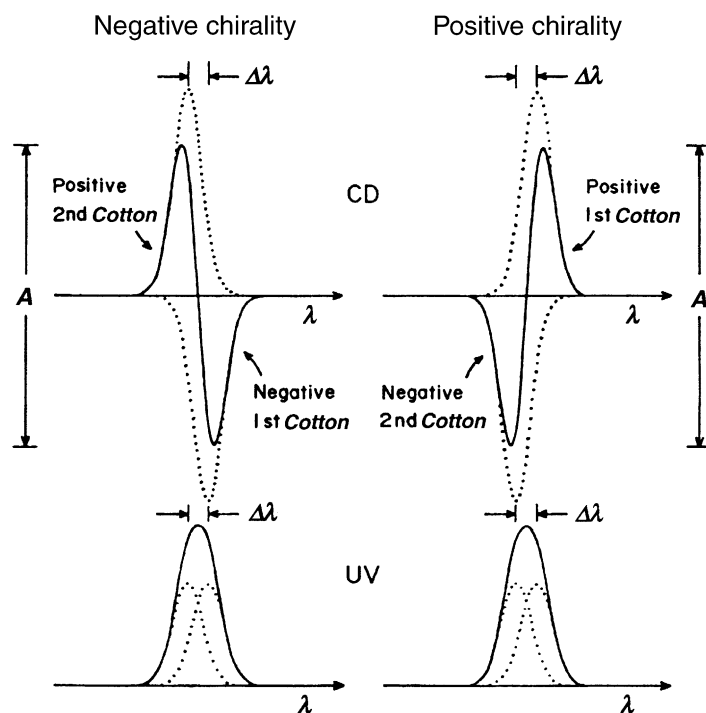 Negative chirality
Positive chirality
Δλ
Δλ
Positive
2nd Cotton
CD
Positive
1st Cotton
A
λ
λ
A
Negative
1st Cotton
Negative
2nd Cotton
Δλ
Δλ
UV
λ
λ